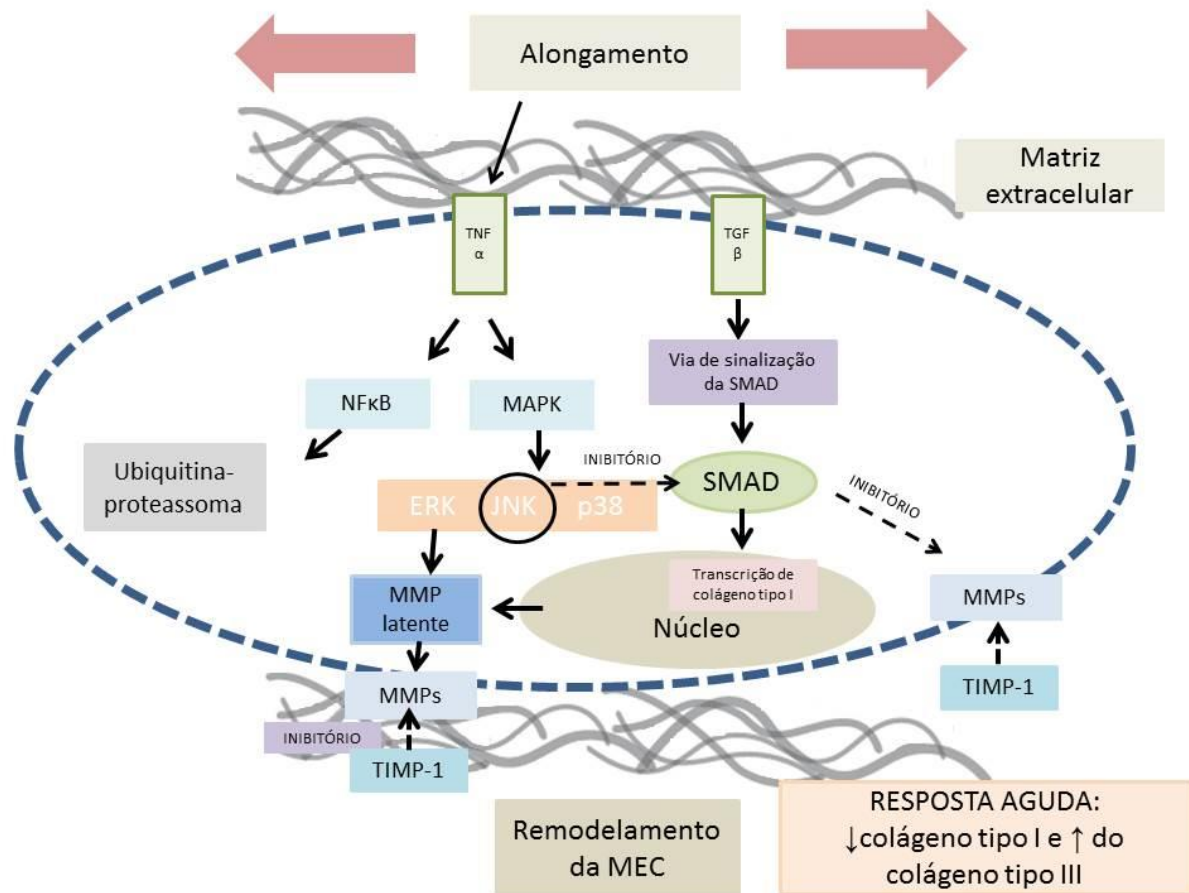 Alongamento
Matriz
extracelular
TNF
α
TGF
β
Via de sinalização
da SMAD
NFκB
MAPK
Ubiquitina-
proteassoma
INIBITÓRIO
SMAD
ERK
JNK
p38
INIBITÓRIO
Transcrição de
colágeno tipo I
Núcleo
MMP
latente
MMPs
TIMP-1
MMPs
INIBITÓRIO
TIMP-1
Remodelamento
da MEC
RESPOSTA AGUDA:
↓colágeno tipo I e ↑ do
colágeno tipo III